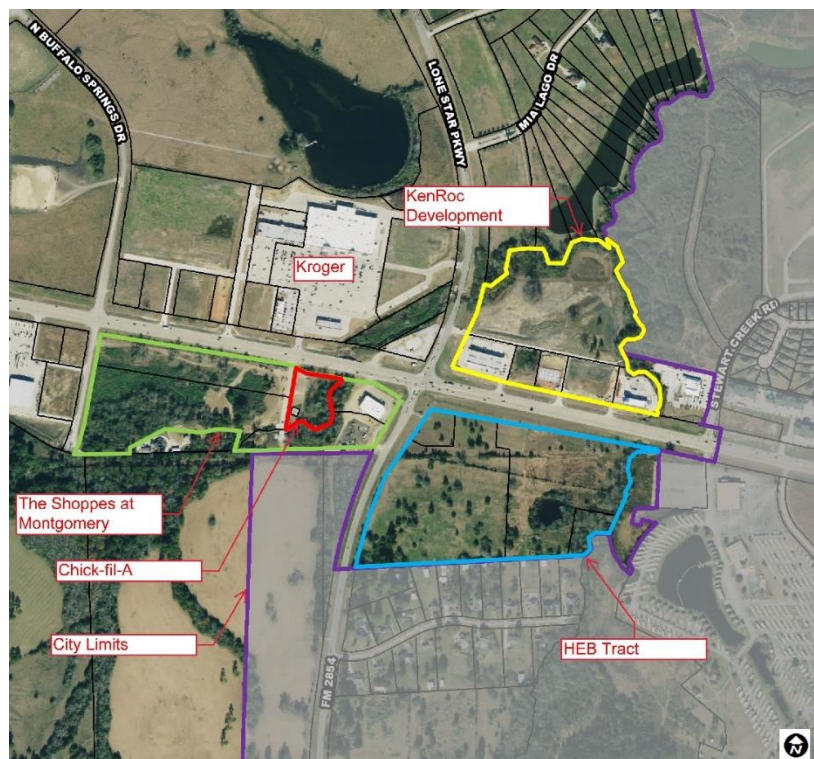 N BUFFALO SPRINGS DR
LONE STAR PKWY
MIA LAGO DR
KenRoc
Development
Kroger
STEWART CREEK RD
The Shoppes at
Montgomery
Chick-fil-A
City Limits
HEB Tract
FM 2854
N